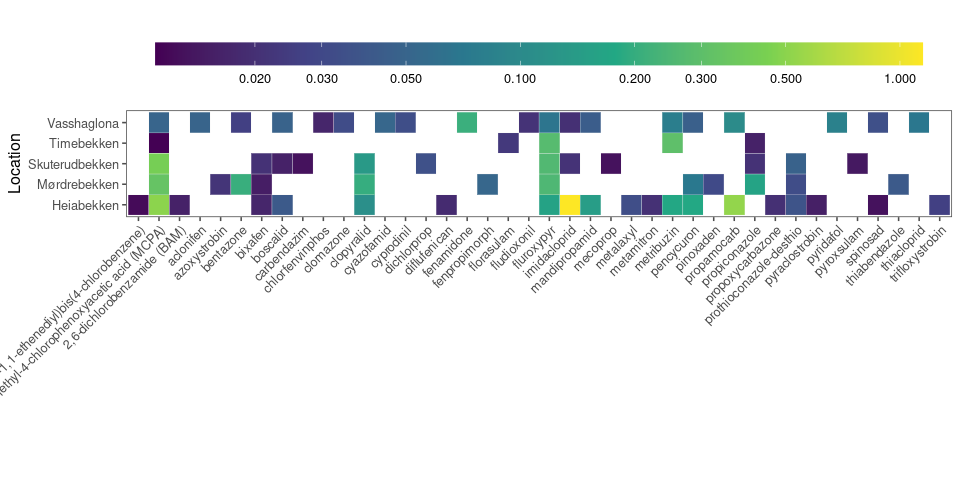 0.020 0.030 0.050 0.100 0.200 0.300 0.500 1.000
Location
Vasshaglona
Timebekken
Skuterudbekken
Mørdrebekken
Heiabekken
-1,1-ethenediyl)bis(4-chlorobenzene)
ethyl-4-chlorophenoxyacetic acid (MCPA)
2,6-dichlorobenzamide (BAM)
aclonifen
azoxystrobin
bentazone
bixafen
boscalid
carbendazim
chlorfenvinphos
clomazone
clopyralid
cyazofamid
cyprodinil
dichlorprop
diflufenican
fenamidone
fenpropimorph
florasulam
fludioxonil
fluroxypyr
imidacloprid
mandipropamid
mecoprop
metalaxyl
metamitron
metribuzin
pencycuron
pinoxaden
propamocarb
propiconazole
propoxycarbazone
prothioconazole-desthio
pyraclostrobin
pyridafol
pyroxsulam
spinosad
thiabendazole
thiacloprid
trifloxystrobin